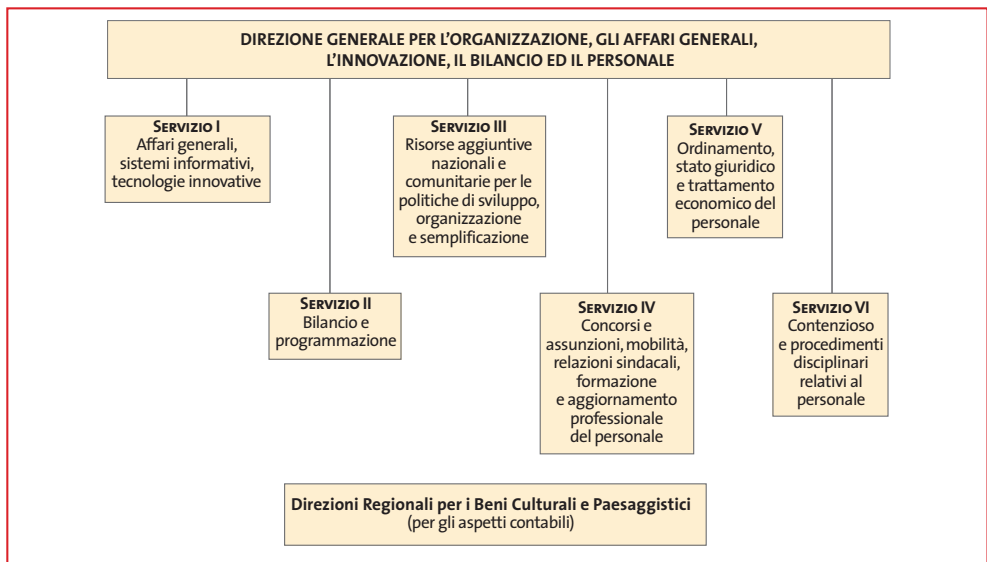 DIREZIONE GENERALE PER L'ORGANIZZAZIONE, GLI AFFARI GENERALI,
L'INNOVAZIONE, IL BILANCIO ED IL PERSONALE
SERVIZIO I
Affari generali,
sistemi informativi,
tecnologie innovative
SERVIZIO III
Risorse aggiuntive
nazionali e
comunitarie per le
politiche di sviluppo,
organizzazione
e semplificazione
SERVIZIO V
Ordinamento,
stato giuridico
e trattamento
economico del
personale
SERVIZIO II
Bilancio e
programmazione
SERVIZIO IV
Concorsi e
assunzioni, mobilità,
relazioni sindacali,
formazione
e aggiornamento
professionale
del personale
SERVIZIO VI
Contenzioso
e procedimenti
disciplinari
relativi al
personale
Direzioni Regionali per i Beni Culturali e Paesaggistici
(per gli aspetti contabili)